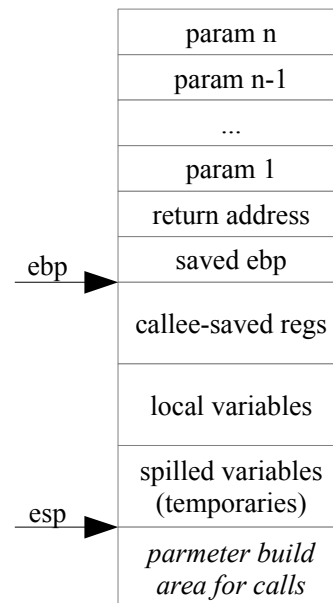 param n
param n-1
...
param 1
return address
saved ebp
ebp
callee-saved regs
local variables
spilled variables
(temporaries)
esp
parmeter build
area for calls